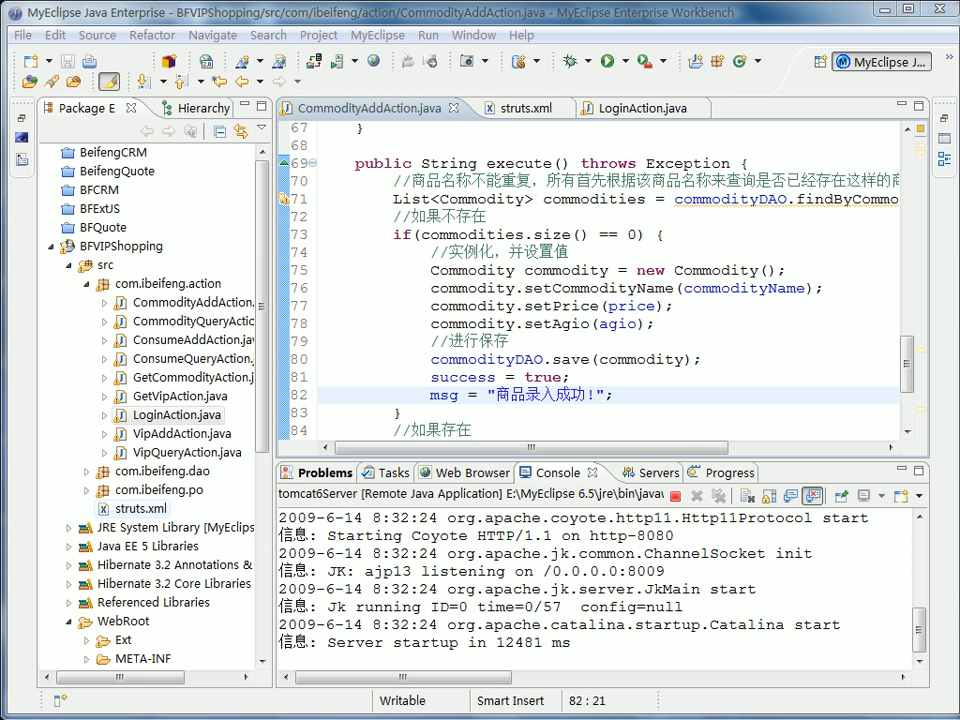 MyEclipse Java Enterprise - BFVIPShopping/src/com/ibeifeng/action/CommodityAddAction.java - MyEclipse Enterprise Workbench
File Edit Source Refactor Navigate Search Project MyEclipse Run Window Help
MyEclipse J...
Package E
Hierarchy
BeifengCRM
BeifengQuote
BFCRM
BFExtJS
BFQuote
BFVIPShopping
src
com.ibeifeng.action
CommodityAddAction.
CommodityQueryActic
ConsumeAddAction.jav
ConsumeQueryAction.
GetCommodityAction.j
GetVipAction.java
LoginAction.java
VipAddAction.java
VipQueryAction.java
com.ibeifeng.dao
com.ibeifeng.po
struts.xml
JRE System Library [MyEclips
Java EE 5 Libraries
Hibernate 3.2 Annotations &
Hibernate 3.2 Core Libraries
Referenced Libraries
WebRoot
Ext
META-INF
CommodityAddAction.java struts.xml LoginAction.java
67 }
68
69 public String execute() throws Exception {
70 //商品名称不能重复，所有首先根据该商品名称来查询是否已经存在这样的商
71 List<Commodity> commodities = commodityDAO.findByCommo
72 //如果不存在
73 if(commodities.size() == 0) {
74 //实例化，并设置值
75 Commodity commodity = new Commodity();
76 commodity.setCommodityName(commodityName);
77 commodity.setPrice(price);
78 commodity.setAgio(agio);
79 //进行保存
80 commodityDAO.save(commodity);
81 success = true;
82 msg = "商品录入成功!";
83 }
84 //如果存在
Problems Tasks Web Browser Console Servers Progress
tomcat6Server [Remote Java Application] E:\MyEclipse 6.5\jre\bin\javaw
2009-6-14 8:32:24 org.apache.coyote.http11.Http11Protocol start
信息: Starting Coyote HTTP/1.1 on http-8080
2009-6-14 8:32:24 org.apache.jk.common.ChannelSocket init
信息: JK: ajp13 listening on /0.0.0.0:8009
2009-6-14 8:32:24 org.apache.jk.server.JkMain start
信息: Jk running ID=0 time=0/57 config=null
2009-6-14 8:32:24 org.apache.catalina.startup.Catalina start
信息: Server startup in 12481 ms
Writable Smart Insert 82 : 21